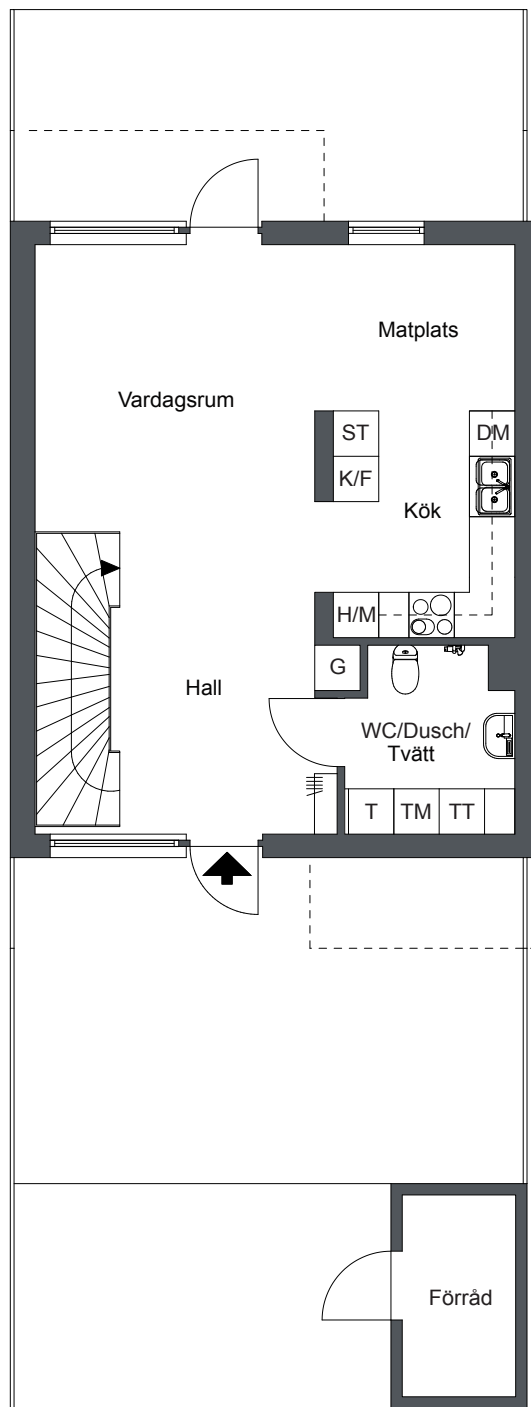 Matplats
Vardagsrum
ST
DM
K/F
Kök
H/M
G
Hall
WC/Dusch/
Tvätt
T
TM
TT
Förråd